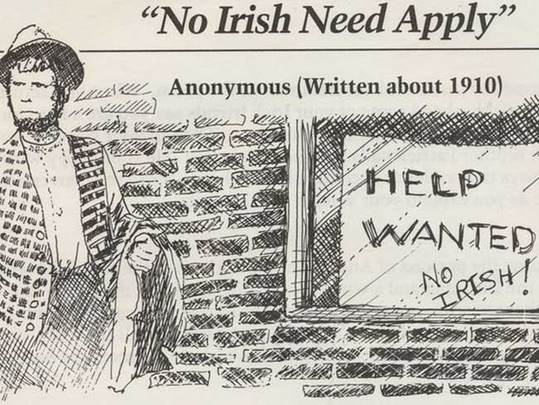 “No Irish Need Apply”
Anonymous (Written about 1910)
HELP
WANTED
NO
IRISH!